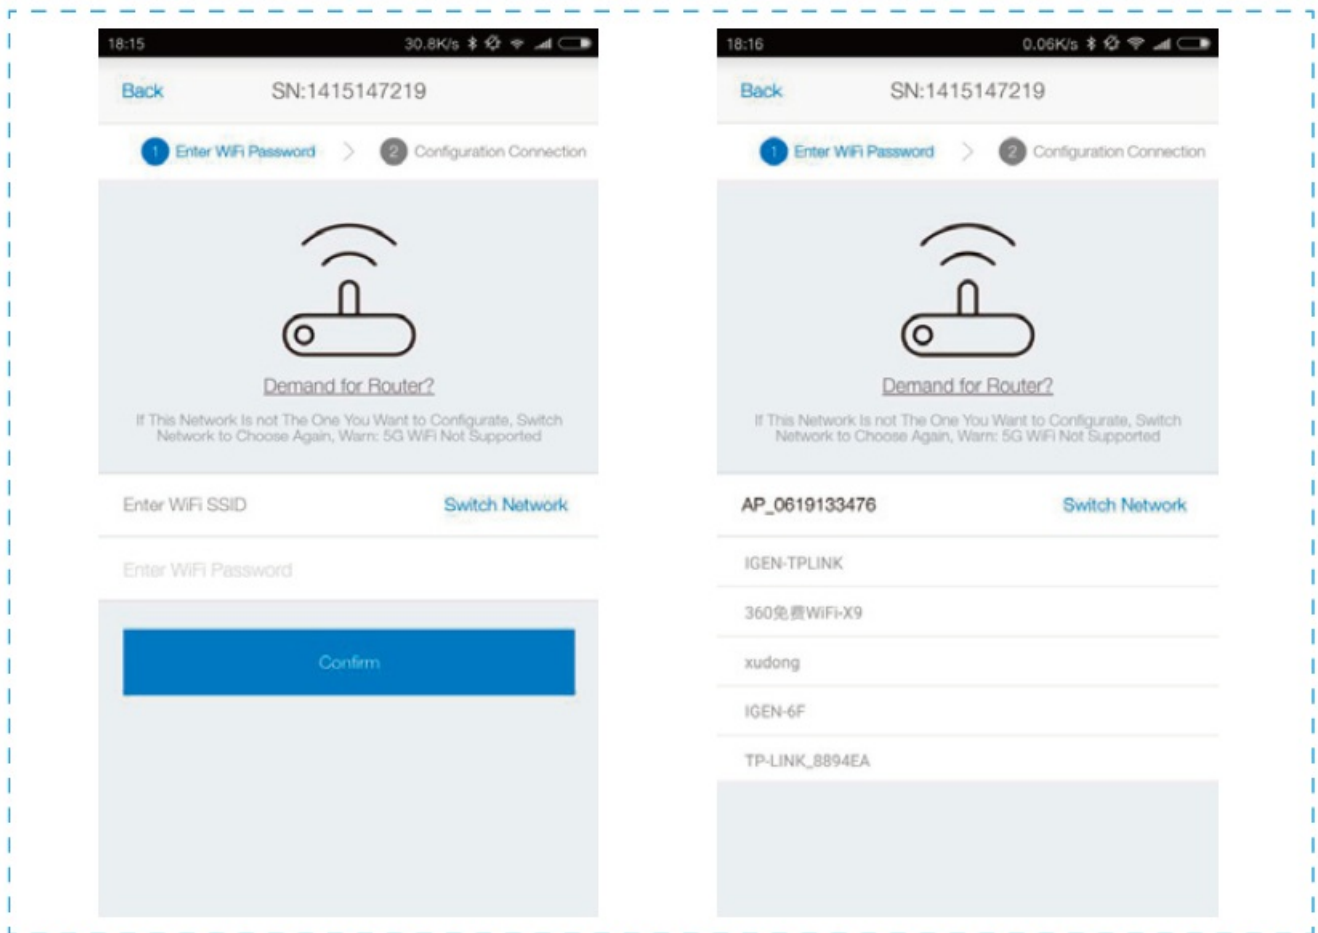 18:15
30.8K/s
Back
SN:1415147219
1 Enter WiFi Password > 2 Configuration Connection
Demand for Router?
If This Network Is not The One You Want to Configurate, Switch
Network to Choose Again, Warn: 5G WiFi Not Supported
Enter WiFi SSID
Switch Network
Enter WiFi Password
Confirm
18:16
0.06K/s
Back
SN:1415147219
1 Enter WiFi Password > 2 Configuration Connection
Demand for Router?
If This Network Is not The One You Want to Configurate, Switch
Network to Choose Again, Warn: 5G WiFi Not Supported
AP_0619133476
Switch Network
IGEN-TPLINK
360免费WiFi-X9
xudong
IGEN-6F
TP-LINK_8894EA